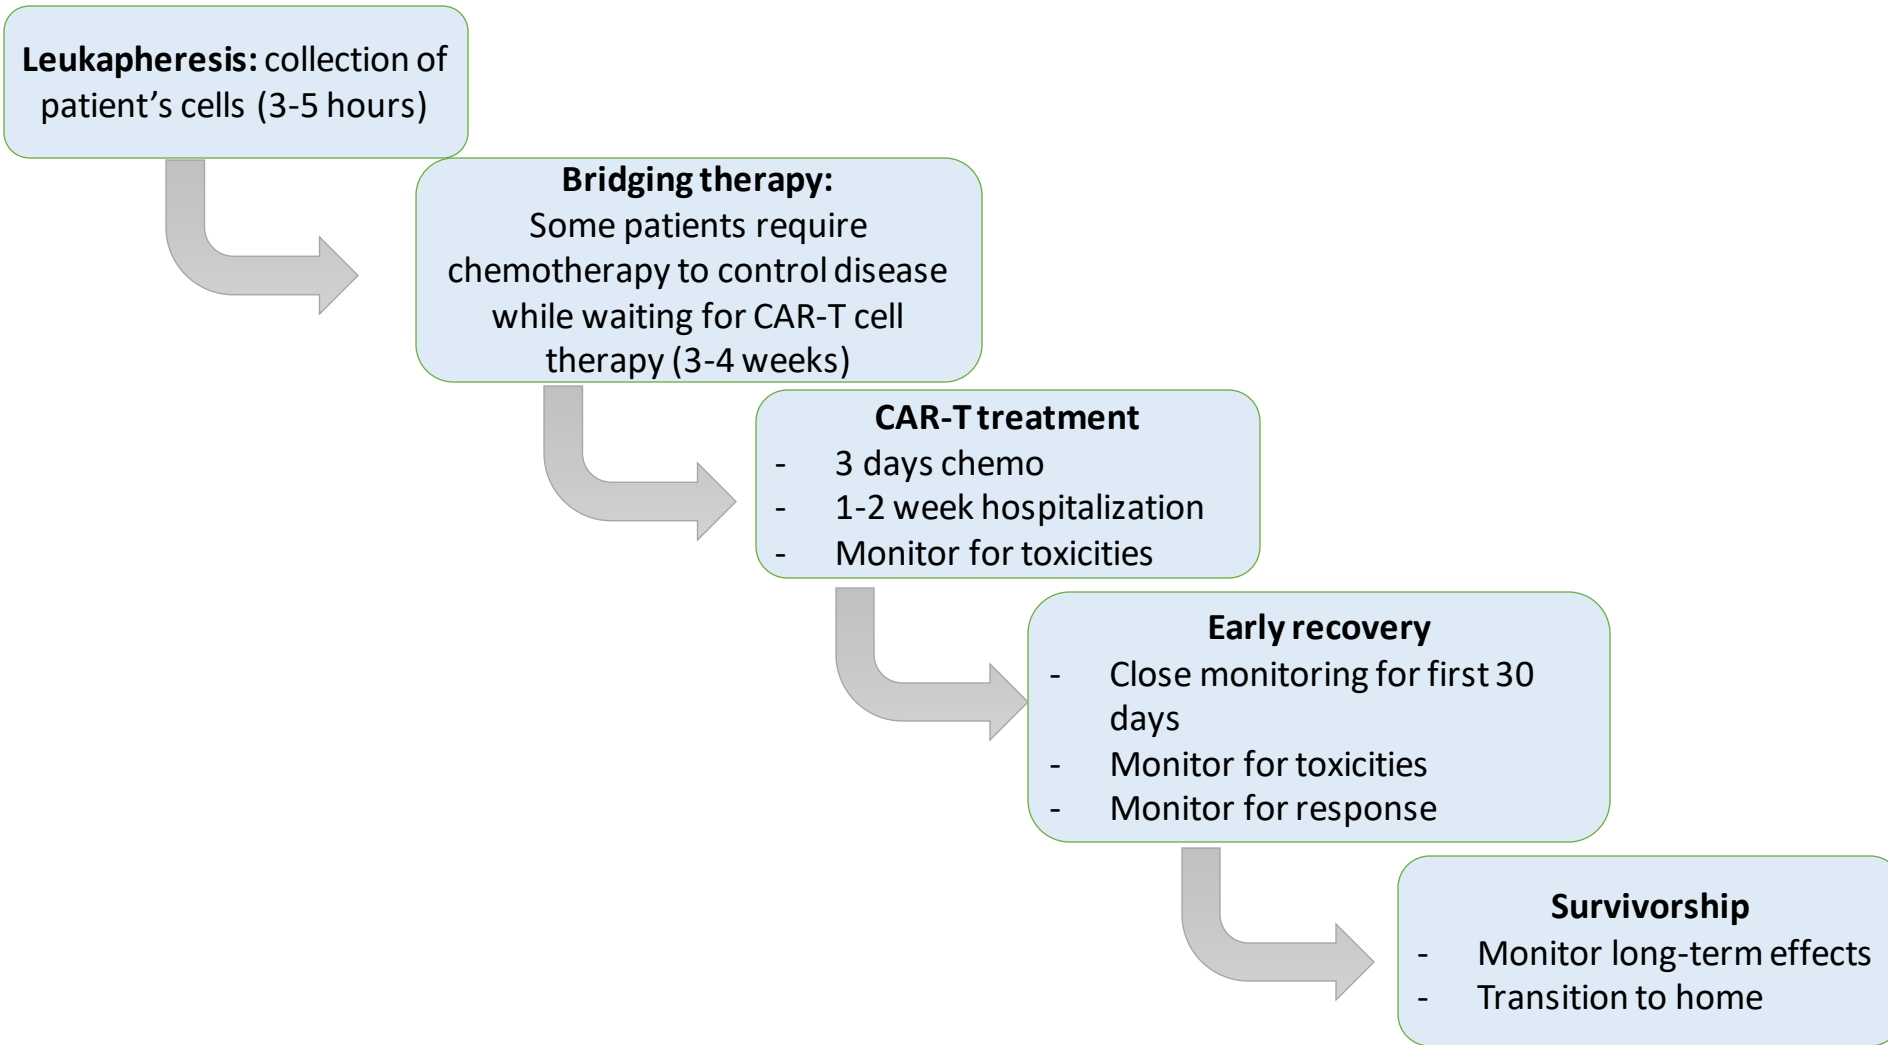 Leukapheresis: collection of
patient’s cells (3-5 hours)
Bridging therapy:
Some patients require
chemotherapy to control disease
while waiting for CAR-T cell
therapy (3-4 weeks)
CAR-T treatment
- 3 days chemo
- 1-2 week hospitalization
- Monitor for toxicities
Early recovery
- Close monitoring for first 30
days
- Monitor for toxicities
- Monitor for response
Survivorship
- Monitor long-term effects
- Transition to home